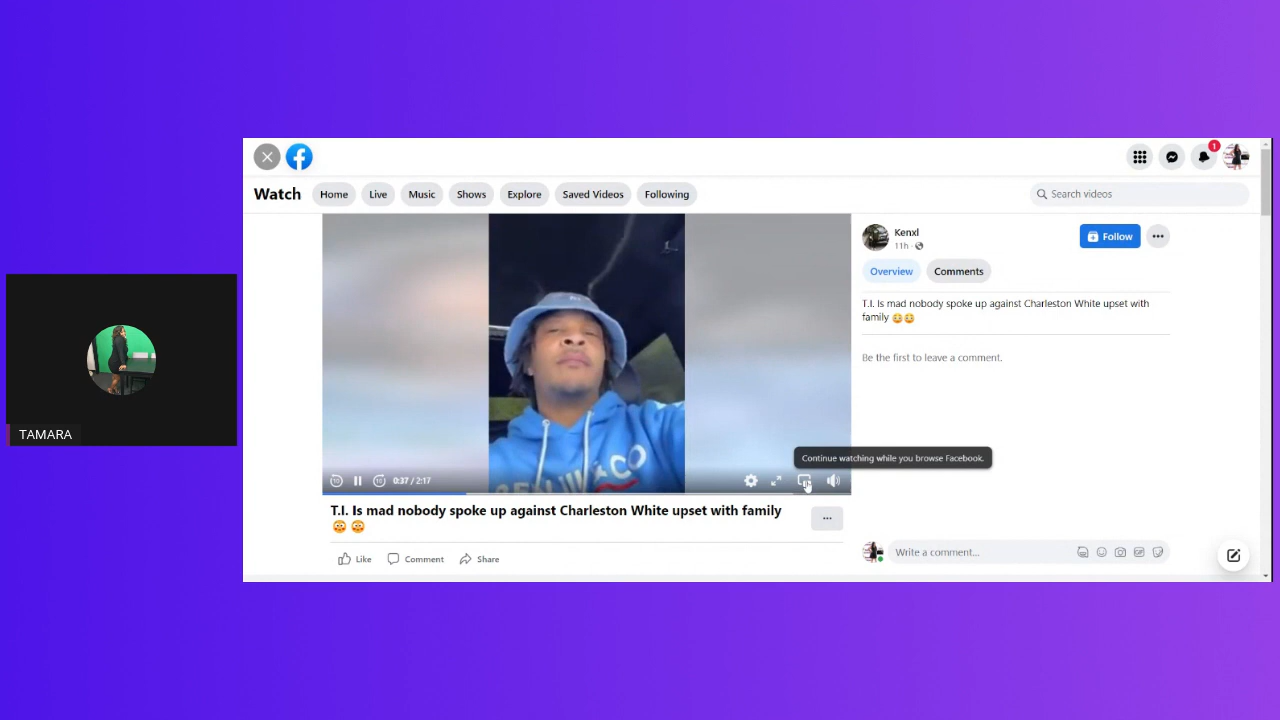 Watch
Home
Live
Music
Shows
Explore
Saved Videos
Following
Search videos
1
Kenxl
11h
Follow
Overview
Comments
T.I. Is mad nobody spoke up against Charleston White upset with
family
Be the first to leave a comment.
Continue watching while you browse Facebook.
0:37 / 2:17
T.I. Is mad nobody spoke up against Charleston White upset with family
Like
Comment
Share
Write a comment...
TAMARA